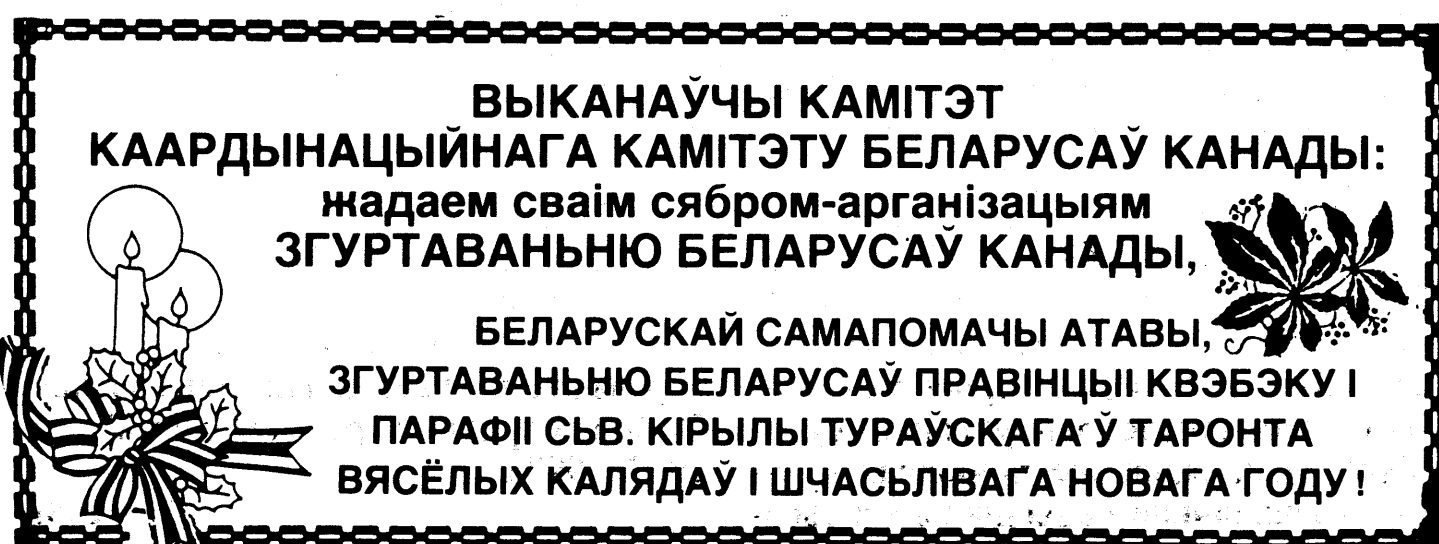 ВЫКАНАЎЧЫ КАМІТЭТ
КААРДЫНАЦЫЙНАГА КАМІТЭТУ БЕЛАРУСАЎ КАНАДЫ:
жадаем сваім сябром-арганізацыям
ЗГУРТАВАНЬНЮ БЕЛАРУСАЎ КАНАДЫ,
БЕЛАРУСКАЙ САМАПОМАЧЫ АТАВЫ,
ЗГУРТАВАНЬНЮ БЕЛАРУСАЎ ПРАВІНЦЫІ КВЭБЭКУ І
ПАРАФІІ СЬВ. КІРЫЛЫ ТУРАЎСКАГА Ў ТАРОНТА
ВЯСЁЛЫХ КАЛЯДАЎ І ШЧАСЬЛІВАГА НОВАГА ГОДУ !